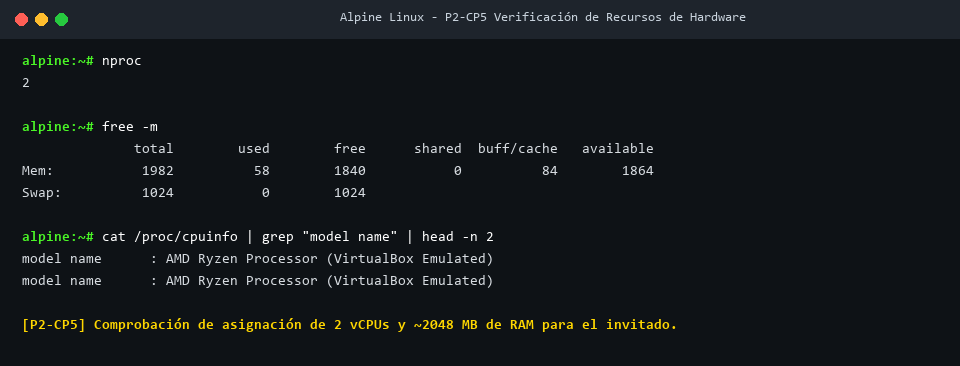 Alpine Linux - P2-CP5 Verificación de Recursos de Hardware
alpine:~# nproc
2
alpine:~# free -m
              total        used        free      shared  buff/cache   available
Mem:           1982          58        1840           0          84        1864
Swap:          1024           0        1024
alpine:~# cat /proc/cpuinfo | grep "model name" | head -n 2
model name      : AMD Ryzen Processor (VirtualBox Emulated)
model name      : AMD Ryzen Processor (VirtualBox Emulated)
[P2-CP5] Comprobación de asignación de 2 vCPUs y ~2048 MB de RAM para el invitado.